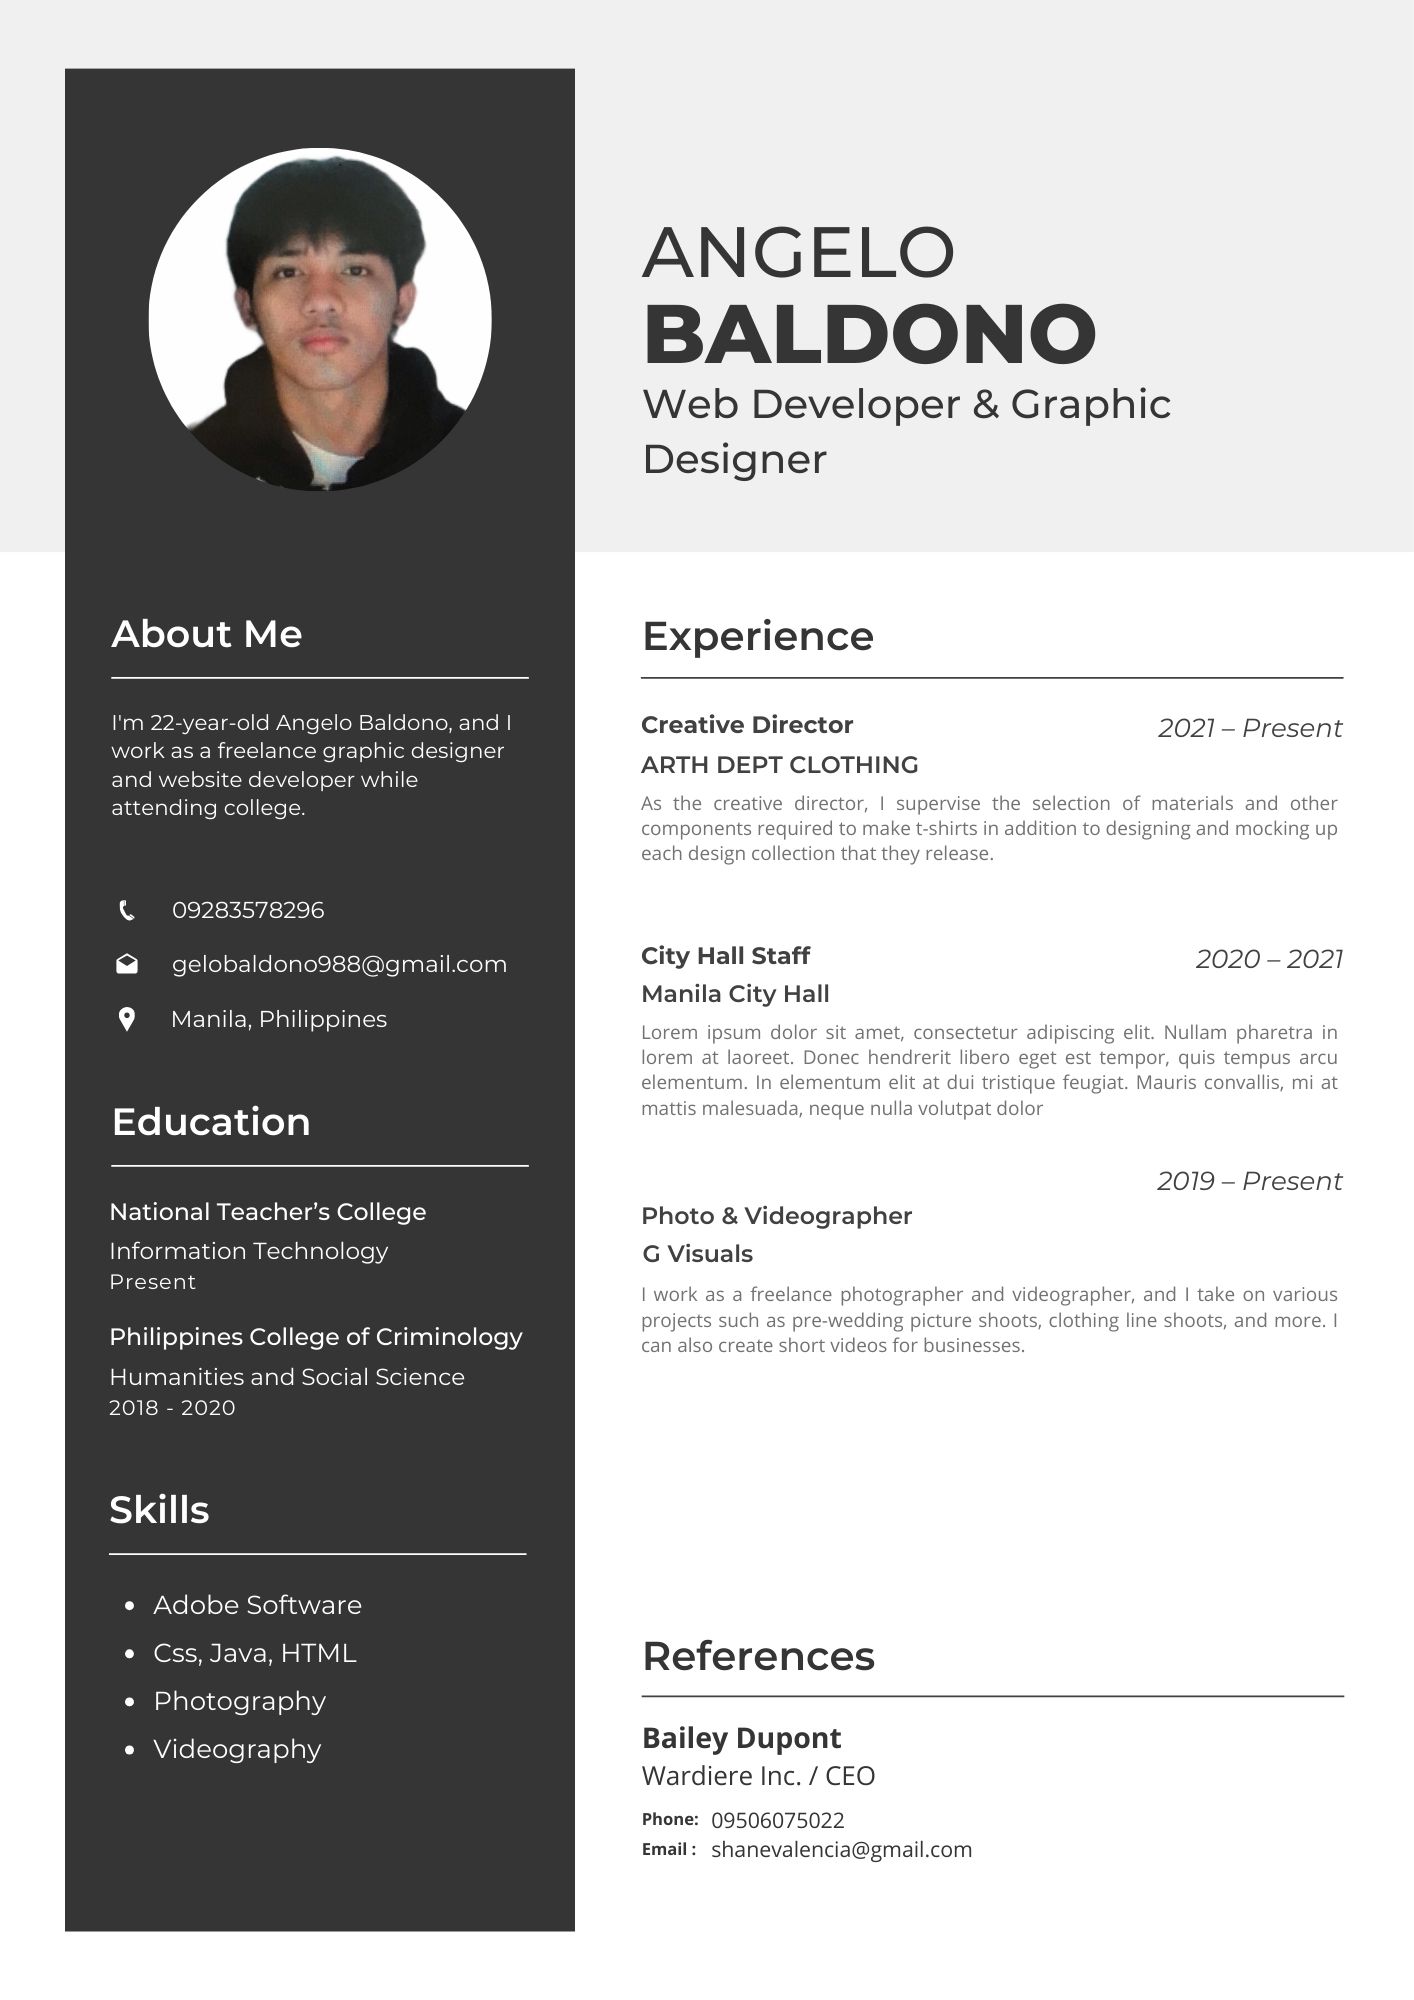 ANGELO
BALDONO
Web Developer & Graphic
Designer
About Me
I'm 22-year-old Angelo Baldono, and I
work as a freelance graphic designer
and website developer while
attending college.
09283578296
gelobaldono988@gmail.com
Manila, Philippines
Education
National Teacher’s College
Information Technology
Present
Philippines College of Criminology
Humanities and Social Science
2018 - 2020
Skills
• Adobe Software
• Css, Java, HTML
• Photography
• Videography
Experience
Creative Director
2021 – Present
ARTH DEPT CLOTHING
As the creative director, I supervise the selection of materials and other
components required to make t-shirts in addition to designing and mocking up
each design collection that they release.
City Hall Staff
2020 – 2021
Manila City Hall
Lorem ipsum dolor sit amet, consectetur adipiscing elit. Nullam pharetra in
lorem at laoreet. Donec hendrerit libero eget est tempor, quis tempus arcu
elementum. In elementum elit at dui tristique feugiat. Mauris convallis, mi at
mattis malesuada, neque nulla volutpat dolor
2019 – Present
Photo & Videographer
G Visuals
I work as a freelance photographer and videographer, and I take on various
projects such as pre-wedding picture shoots, clothing line shoots, and more. I
can also create short videos for businesses.
References
Bailey Dupont
Wardiere Inc. / CEO
Phone: 09506075022
Email : shanevalencia@gmail.com